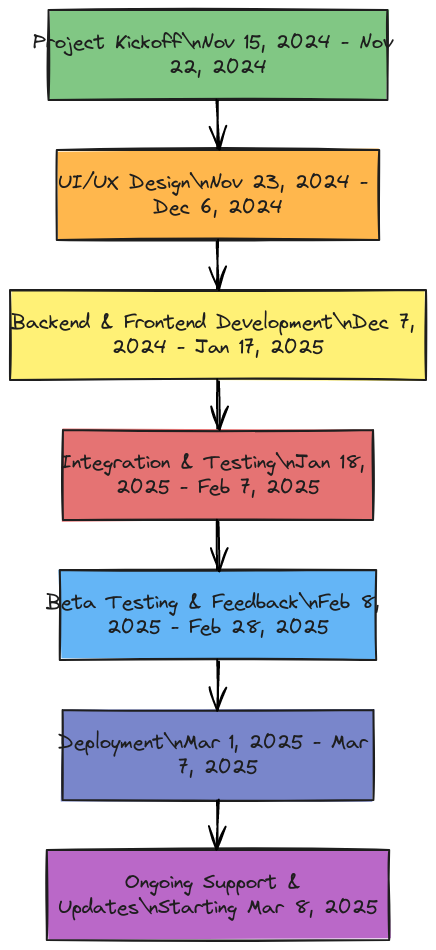 Project Kickoff\nNov 15, 2024 - Nov
22, 2024
UI/UX Design\nNov 23, 2024 -
Dec 6, 2024
Backend & Frontend Development\nDec 7,
2024 - Jan 17, 2025
Integration & Testing\nJan 18,
2025 - Feb 7, 2025
Beta Testing & Feedback\nFeb 8,
2025 - Feb 28, 2025
Deployment\nMar 1, 2025 - Mar
7, 2025
Ongoing Support &
Updates\nStarting Mar 8, 2025